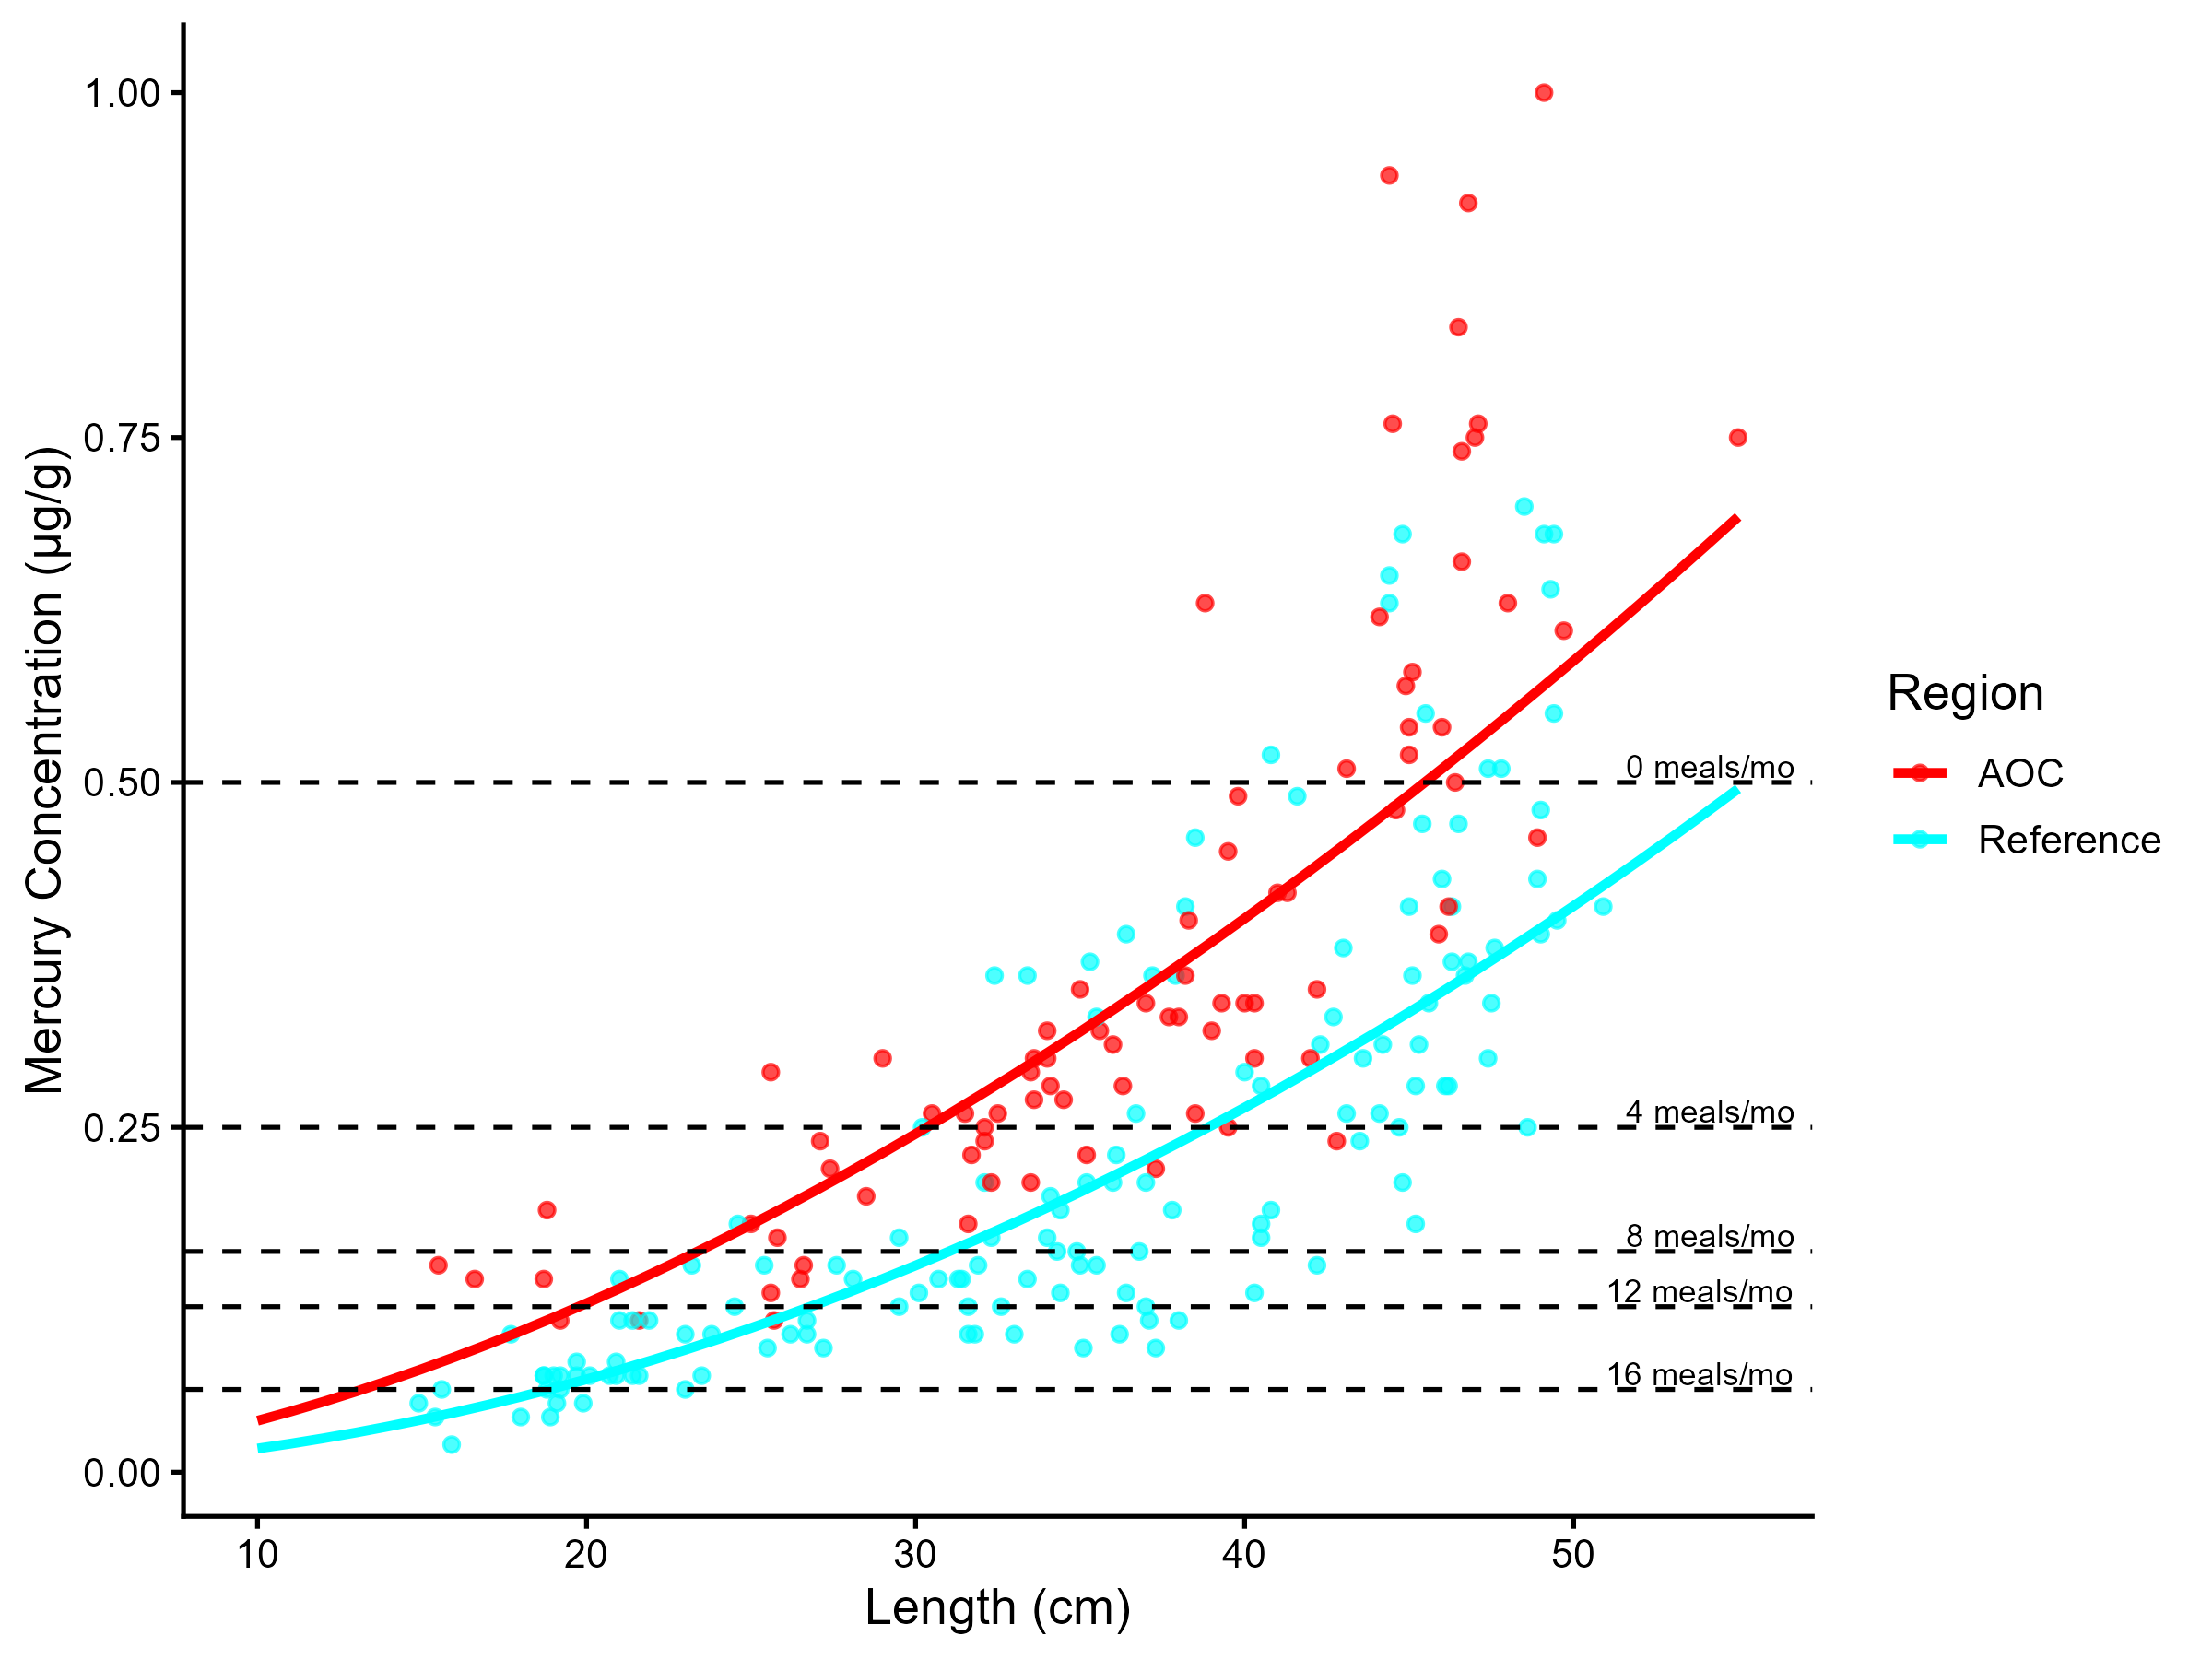 1.00
0.75
0.50
0.25
0.00
Mercury Concentration (µg/g)
0 meals/mo
4 meals/mo
8 meals/mo
12 meals/mo
16 meals/mo
10 20 30 40 50
Length (cm)
Region
AOC
Reference